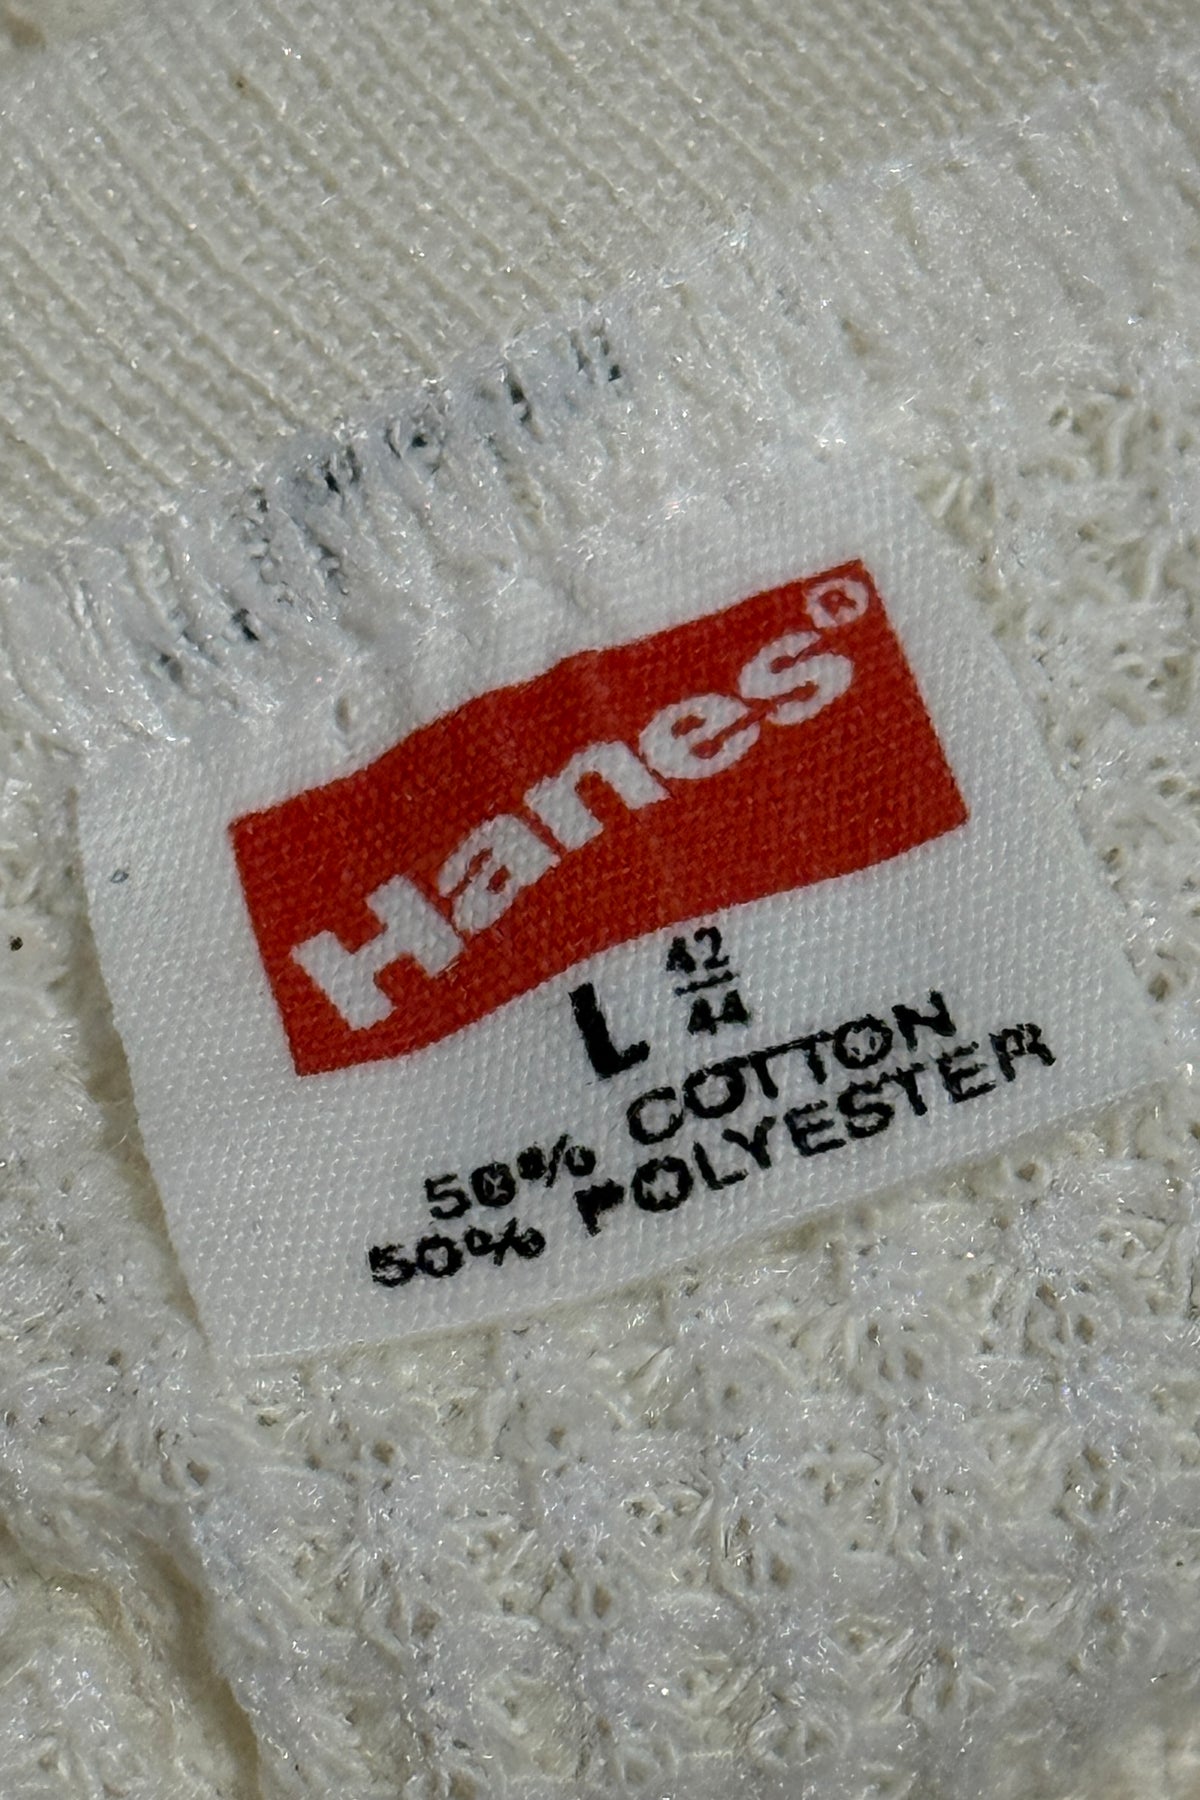 Hanes®
L 42/44
50% COTTON
50% POLYESTER